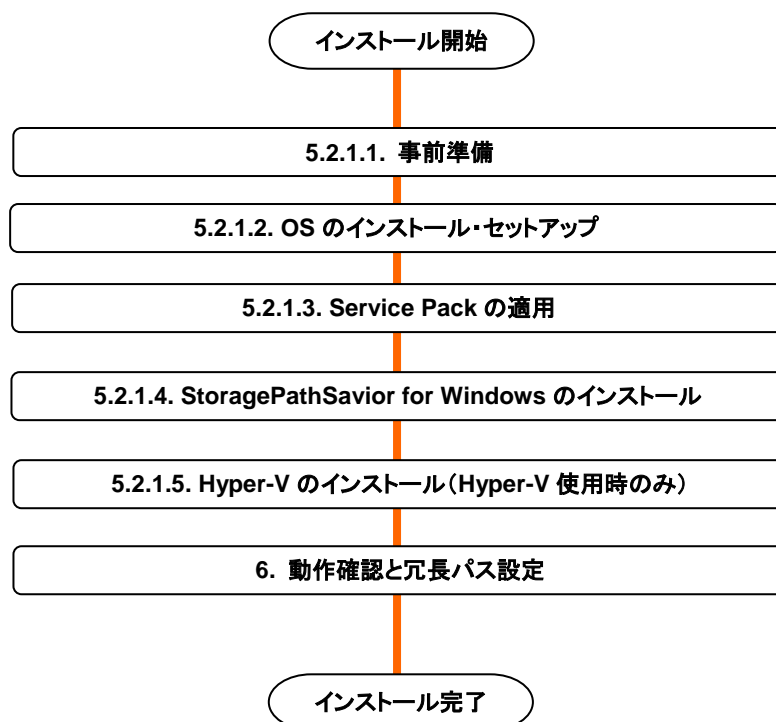 インストール開始
5.2.1.1. 事前準備
5.2.1.2. OS のインストール・セットアップ
5.2.1.3. Service Pack の適用
5.2.1.4. StoragePathSavior for Windows のインストール
5.2.1.5. Hyper-V のインストール（Hyper-V 使用時のみ）
6. 動作確認と冗長パス設定
インストール完了